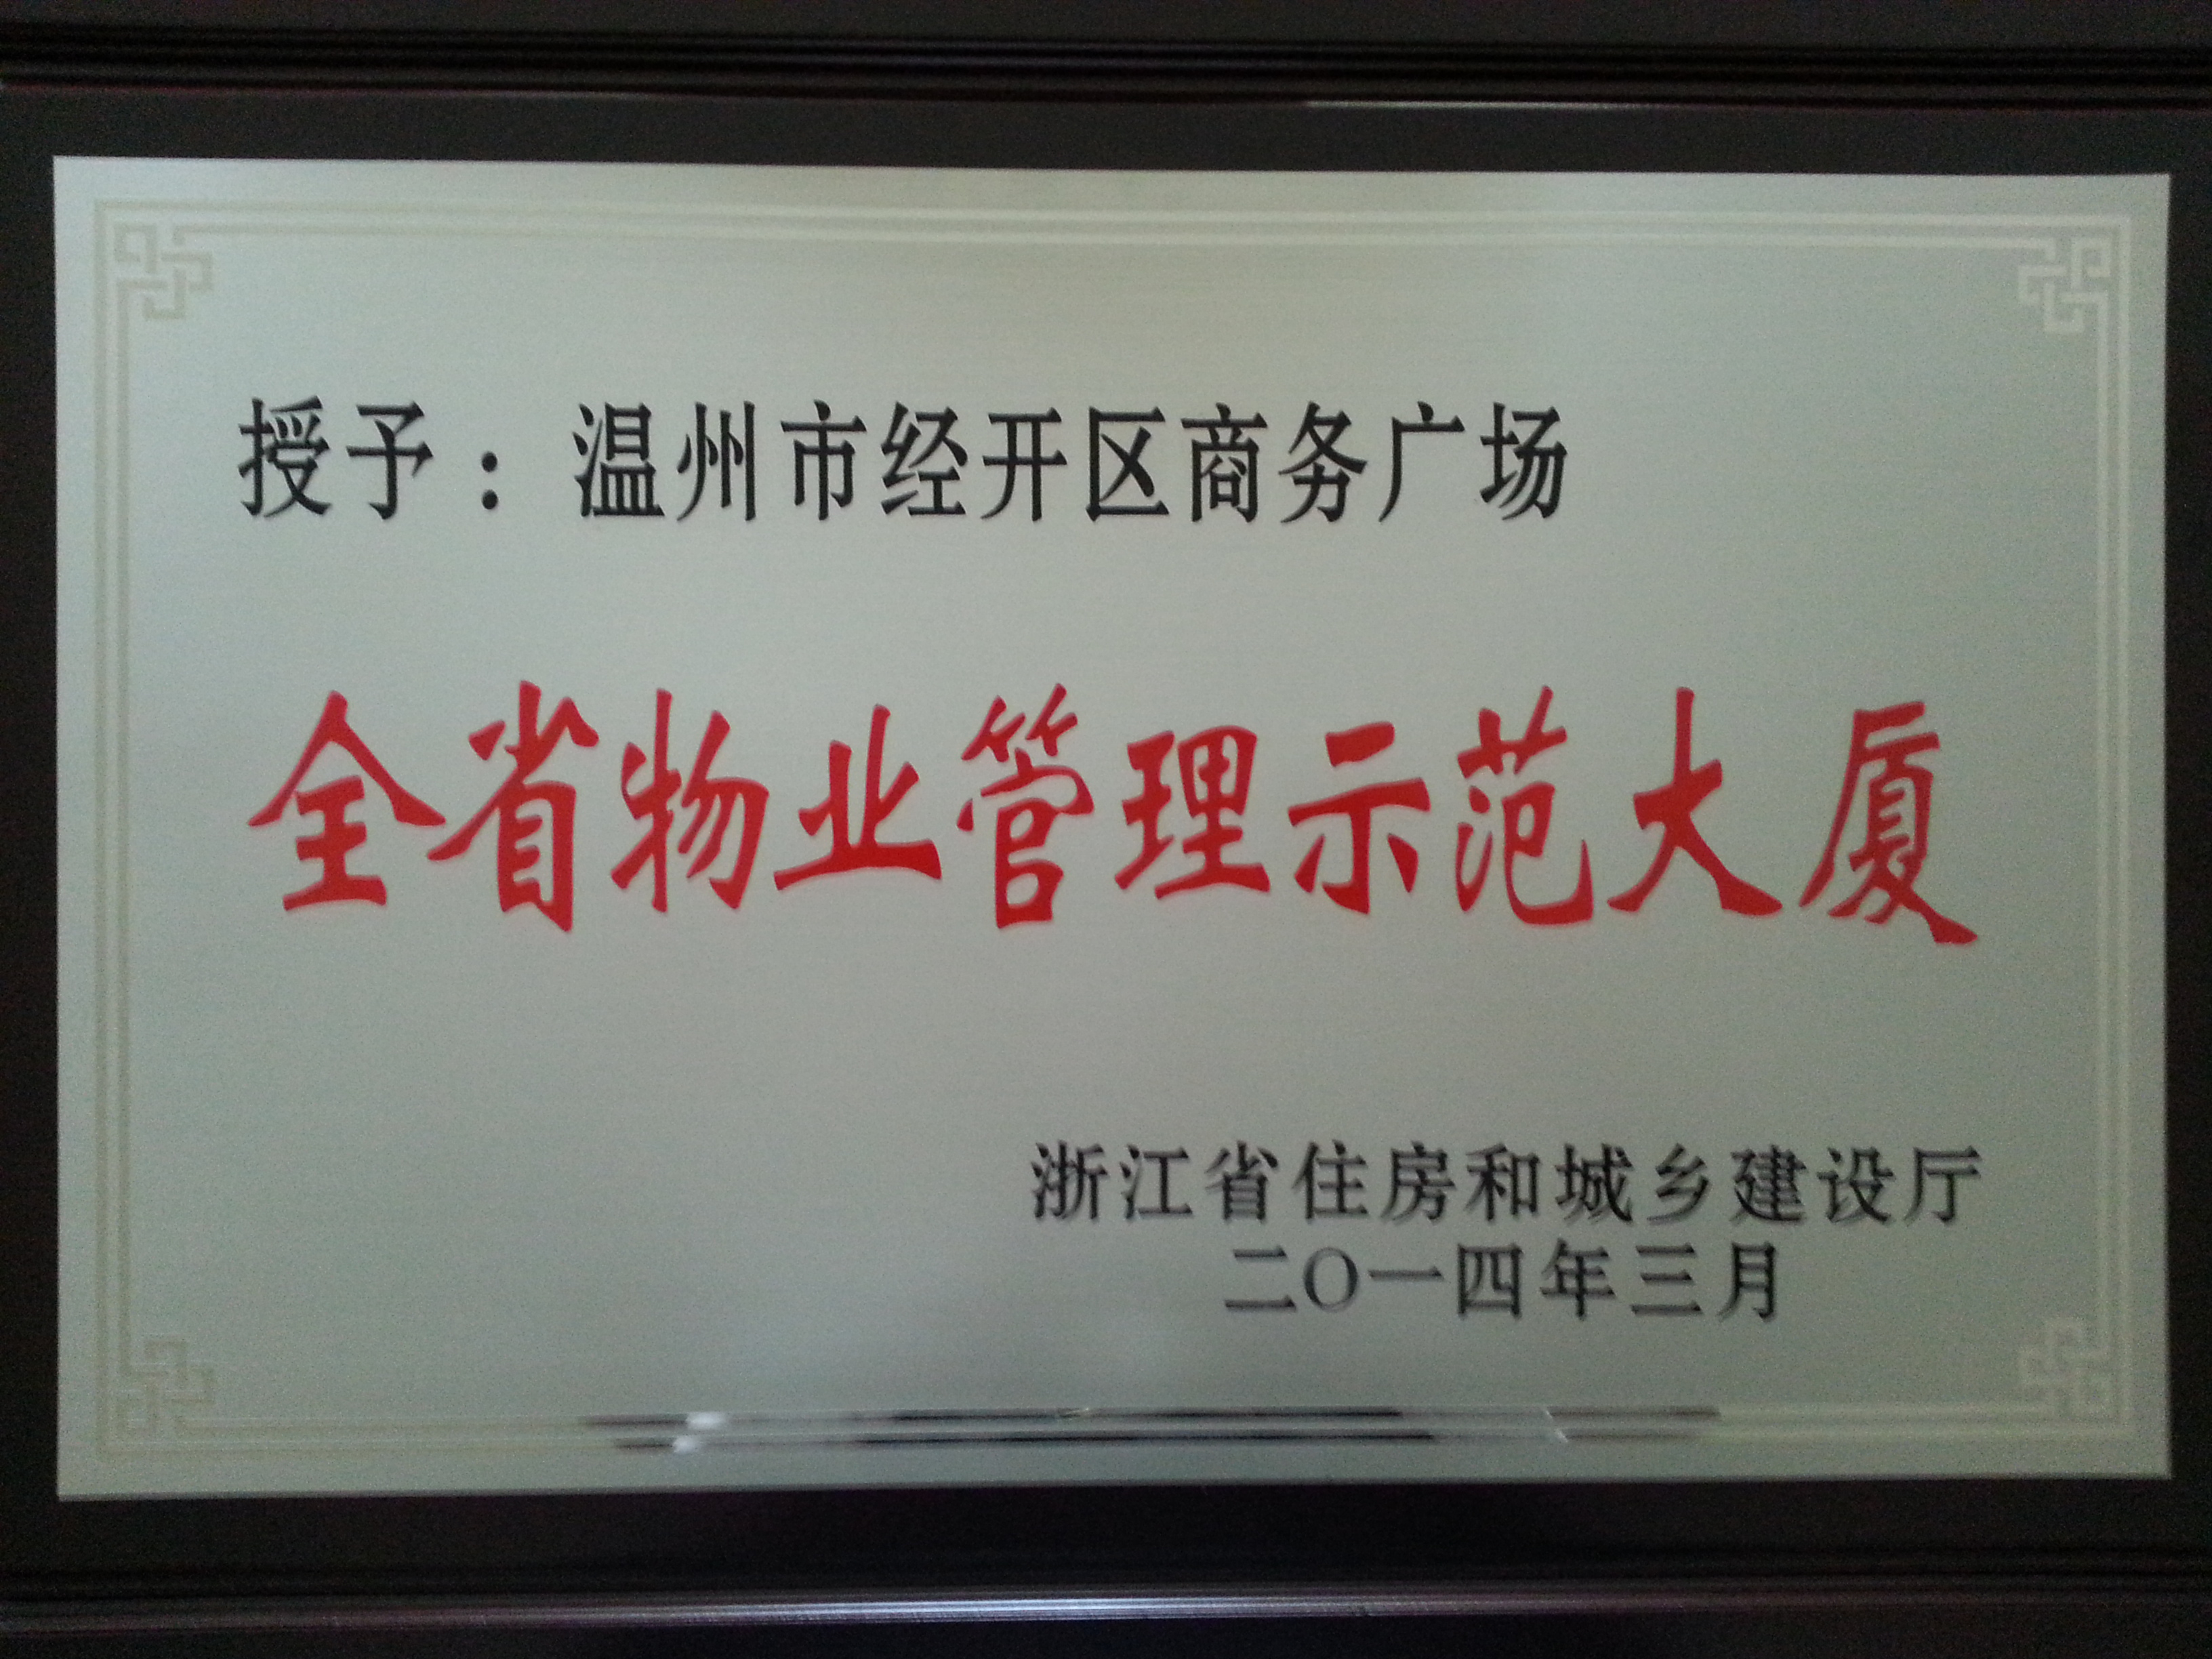 授予：温州市经开区商务广场
全省物业管理示范大厦
浙江省住房和城乡建设厅
二〇一四年三月